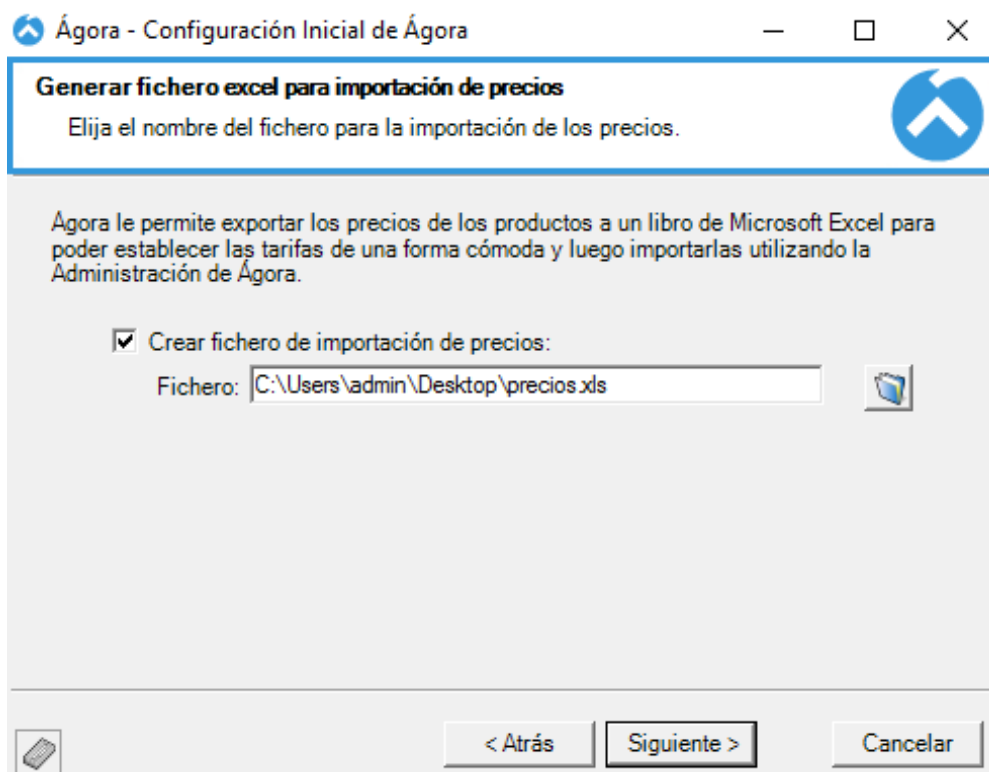 Ágora - Configuración Inicial de Ágora
Generar fichero excel para importación de precios
Elija el nombre del fichero para la importación de los precios.
Agora le permite exportar los precios de los productos a un libro de Microsoft Excel para
poder establecer las tarifas de una forma cómoda y luego importarlas utilizando la
Administración de Ágora.
Crear fichero de importación de precios:
Fichero: C:\Users\admin\Desktop\precios.xls
< Atrás Siguiente > Cancelar